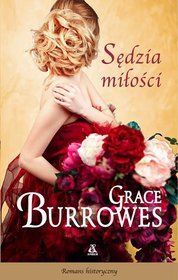 Sędzia
miłości
GRACE
BURROWES
Romans historyczny